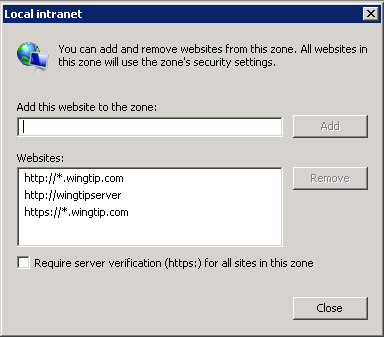 Local intranet
You can add and remove websites from this zone. All websites in
this zone will use the zone's security settings.
Add this website to the zone:
Add
Websites:
http://*.wingtip.com
http://wingtipserver
https://*.wingtip.com
Remove
Require server verification (https:) for all sites in this zone
Close